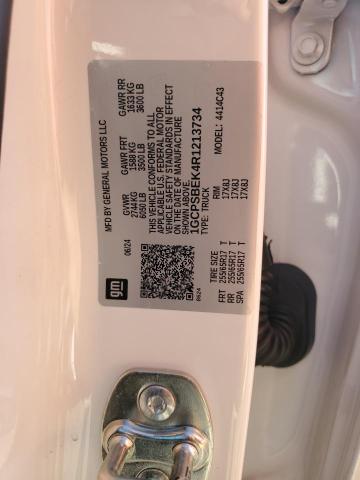 gm
MFD BY GENERAL MOTORS LLC
06/24 GVWR GAWR FRT GAWR RR
2744 KG 1588 KG 1633 KG
6050 LB 3500 LB 3600 LB
THIS VEHICLE CONFORMS TO ALL
APPLICABLE U.S. FEDERAL MOTOR
VEHICLE SAFETY STANDARDS IN EFFECT
ON THE DATE OF MANUFACTURE
SHOWN ABOVE.
1GCPSBEK4R1213734
TYPE: TRUCK MODEL: 4414C43
8624
TIRE SIZE RIM
FRT 255/65R17 T 17X8J
RR 255/65R17 T 17X8J
SPA 255/65R17 T 17X8J